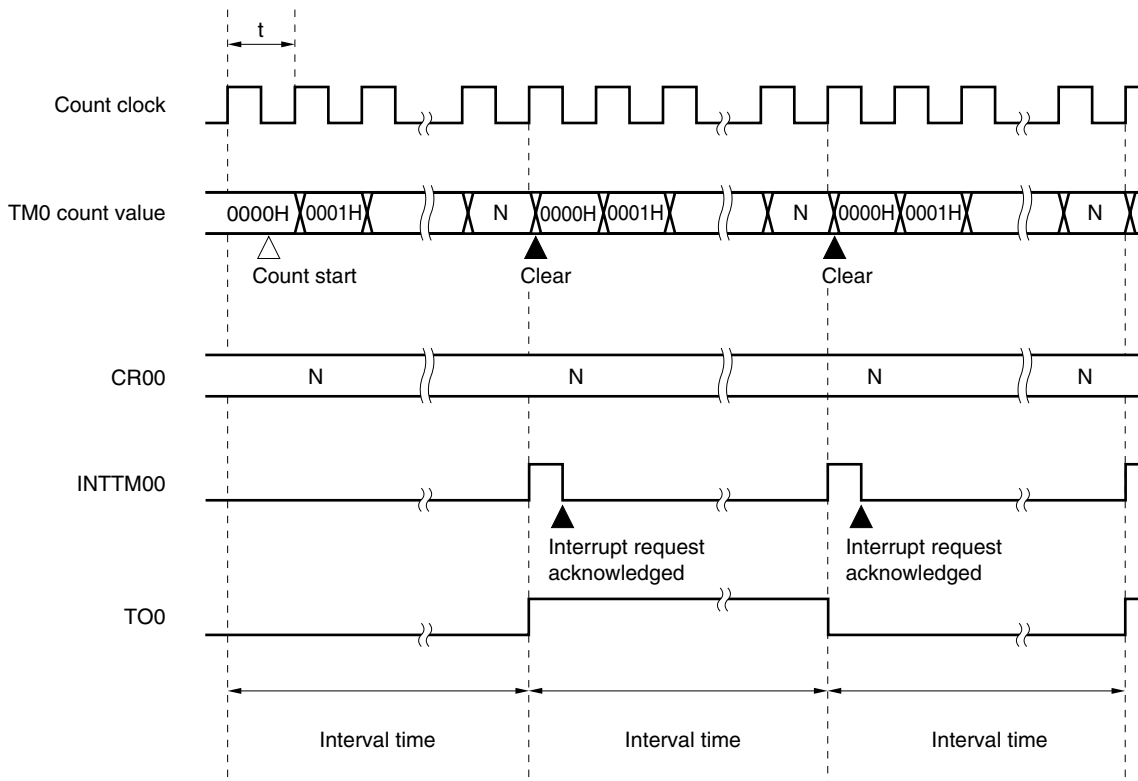 t
Count clock
TM0 count value
0000H 0001H N 0000H 0001H N 0000H 0001H N
Count start Clear Clear
CR00 N N N N
INTTM00
Interrupt request acknowledged
Interrupt request acknowledged
TO0
Interval time Interval time Interval time